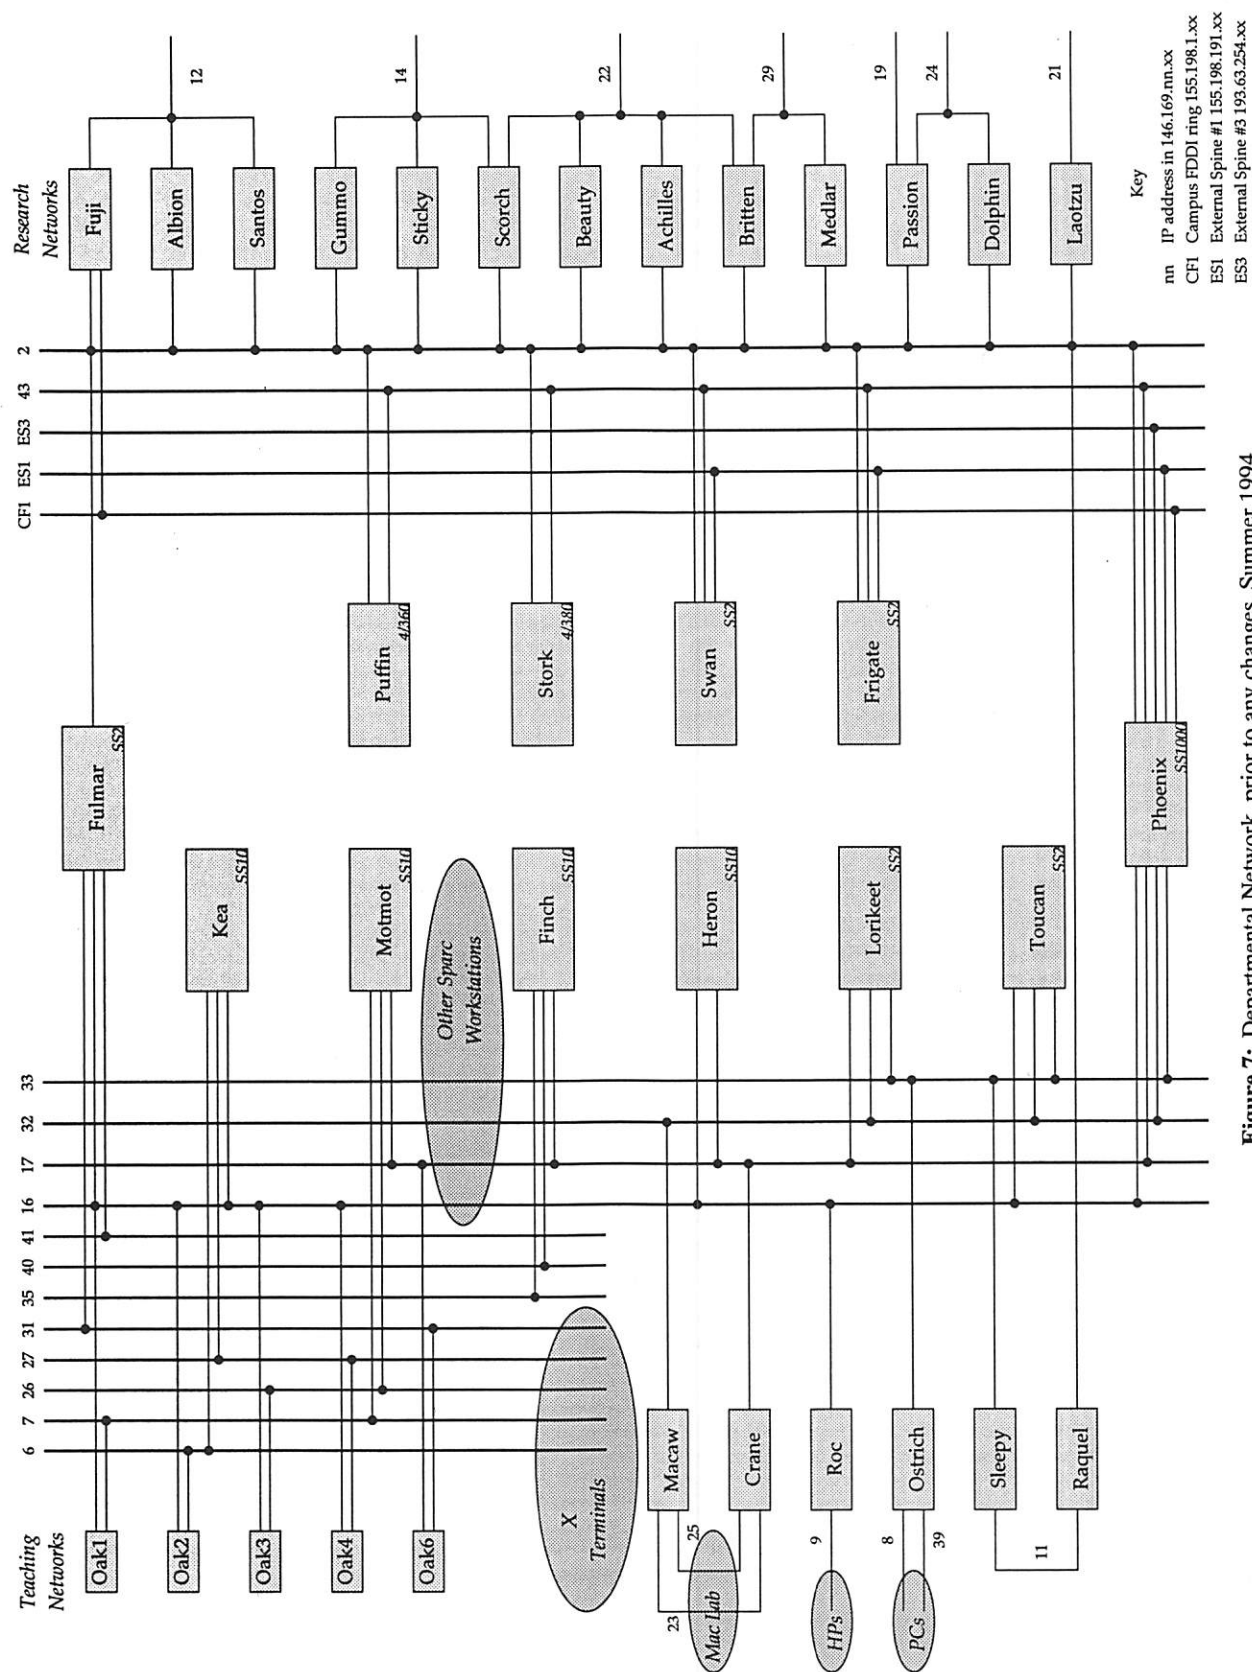 Research
Networks
12
14
22
29
19
24
21
Fuji
Albion
Santos
Gummo
Sticky
Scorch
Beauty
Achilles
Britten
Medlar
Passion
Dolphin
Laotzu
Key
nn IP address in 146.169.nn.xx
CF1 Campus FDDI ring 155.198.1.xx
ES1 External Spine #1 155.198.191.xx
ES3 External Spine #3 193.63.254.xx
2
43
ES3
ES1
CF1
Puffin
4/360
Stork
4/380
Swan
SS2
Frigate
SS2
Fulmar
SS2
Phoenix
SS1000
Kea
SS10
Motmot
SS10
Finch
SS10
Heron
SS10
Lorikeet
SS2
Toucan
SS2
Other Sparc
Workstations
33
32
17
16
41
40
35
31
27
26
7
6
X
Terminals
Macaw
Crane
Roc
Ostrich
Sleepy
Raquel
Teaching
Networks
Oak1
Oak2
Oak3
Oak4
Oak6
25
23
Mac Lab
9
HPs
8
39
PCs
11
Figure 7: Departmental Network, prior to any changes, Summer 1994